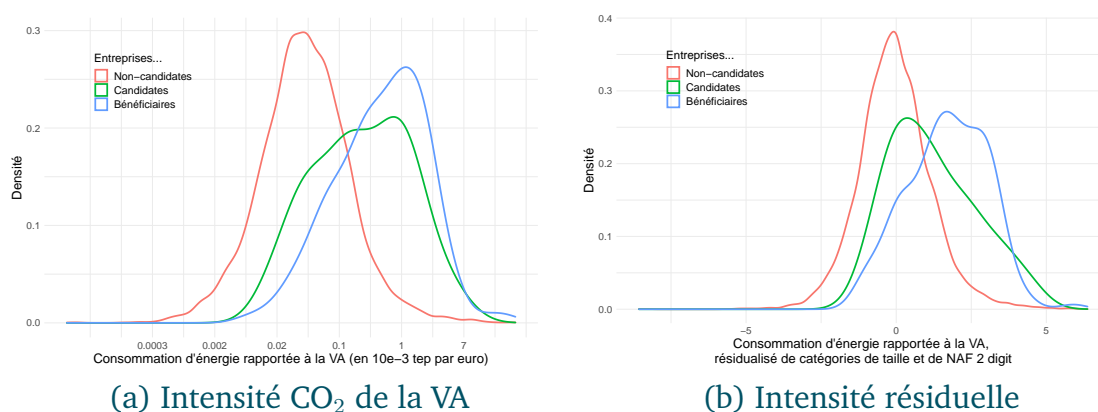 Densité
0.3
0.2
0.1
0.0
Entreprises...
Non−candidates
Candidates
Bénéficiaires
0.0003 0.002 0.02 0.1 1 7
Consommation d'énergie rapportée à la VA (en 10e−3 tep par euro)
(a) Intensité CO₂ de la VA
Densité
0.4
0.3
0.2
0.1
0.0
Entreprises...
Non−candidates
Candidates
Bénéficiaires
−5 0 5
Consommation d'énergie rapportée à la VA,
résidualisé de catégories de taille et de NAF 2 digit
(b) Intensité résiduelle